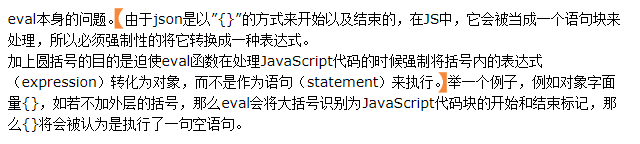 eval本身的问题。由于json是以”{}”的方式来开始以及结束的，在JS中，它会被当成一个语句块来
处理，所以必须强制性的将它转换成一种表达式。
加上圆括号的目的是迫使eval函数在处理JavaScript代码的时候强制将括号内的表达式
（expression）转化为对象，而不是作为语句（statement）来执行。举一个例子，例如对象字面
量{}，如若不加外层的括号，那么eval会将大括号识别为JavaScript代码块的开始和结束标记，那
么{}将会被认为是执行了一句空语句。